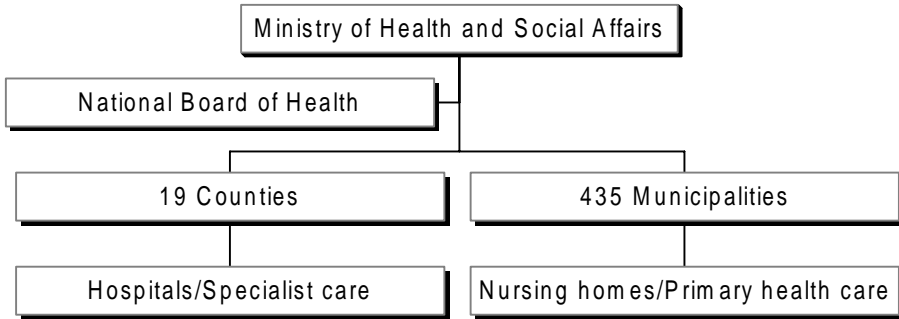 Ministry of Health and Social Affairs
National Board of Health
19 Counties
435 Municipalities
Hospitals/Specialist care
Nursing homes/Primary health care